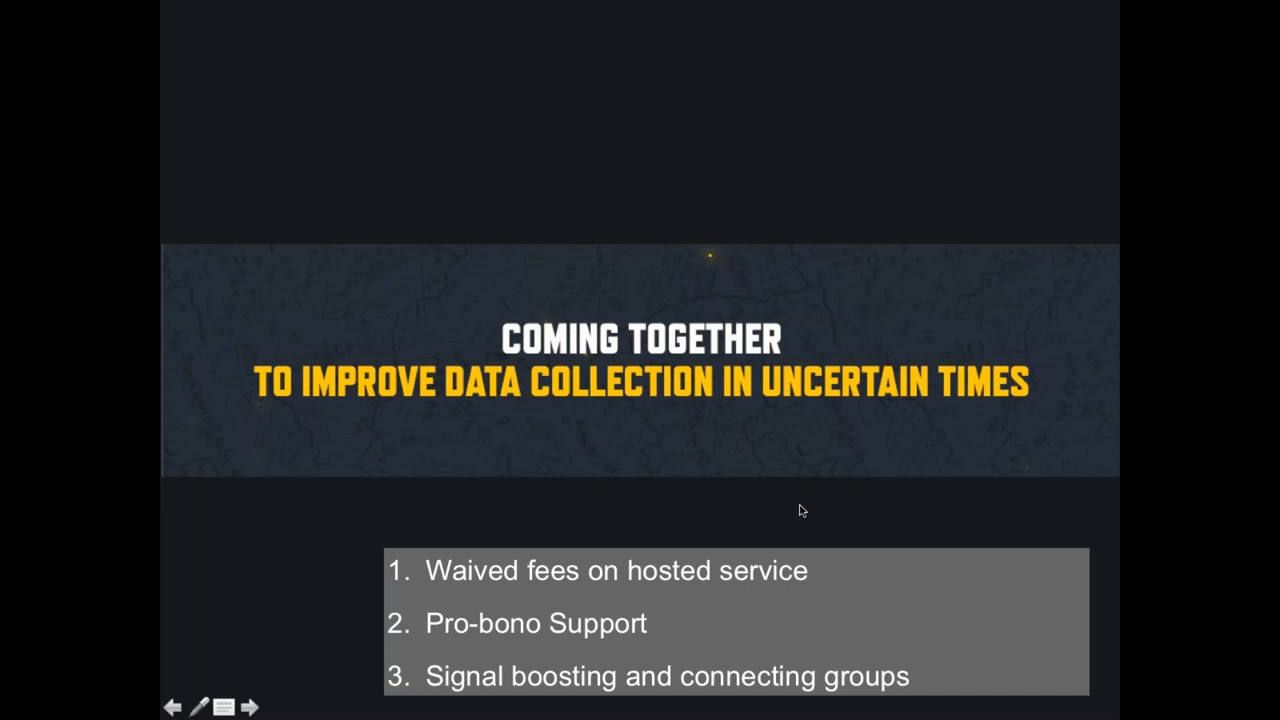 COMING TOGETHER
TO IMPROVE DATA COLLECTION IN UNCERTAIN TIMES
1. Waived fees on hosted service
2. Pro-bono Support
3. Signal boosting and connecting groups